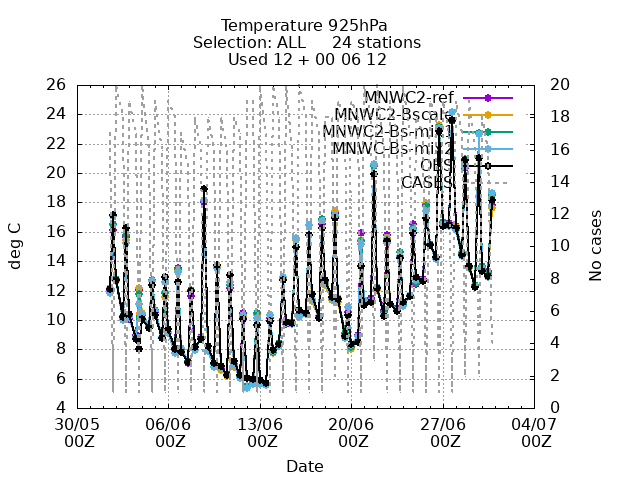 Temperature 925hPa
Selection: ALL 24 stations
Used 12 + 00 06 12
MNWC2-ref
MNWC2-Bscale
MNWC2-Bs-mix
OBS
CASES
deg C
No cases
26
24
22
20
18
16
14
12
10
8
6
4
20
18
16
14
12
10
8
6
4
2
0
30/05 06/06 13/06 20/06 27/06 04/07
00Z 00Z 00Z 00Z 00Z 00Z
Date